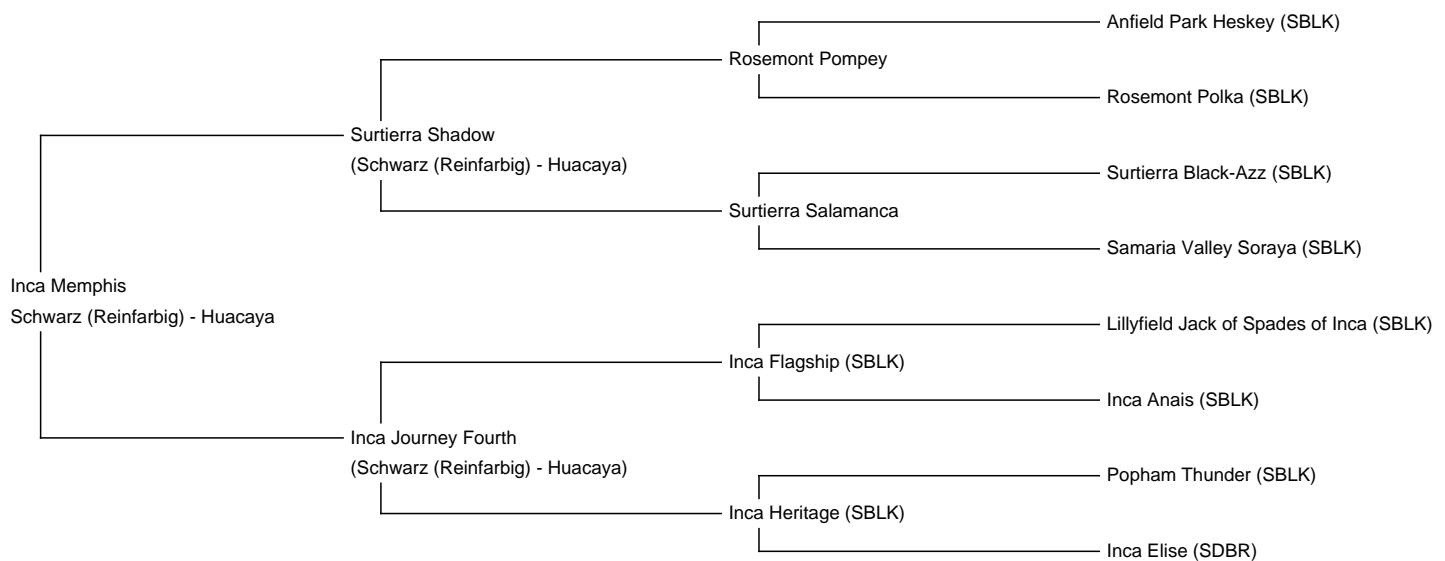 Anfield Park Heskey (SBLK)
Rosemont Pompey
Rosemont Polka (SBLK)
Surtierra Shadow
(Schwarz (Reinfarbig) - Huacaya)
Surtierra Black-Azz (SBLK)
Surtierra Salamanca
Samaria Valley Soraya (SBLK)
Inca Memphis
Schwarz (Reinfarbig) - Huacaya
Lillyfield Jack of Spades of Inca (SBLK)
Inca Flagship (SBLK)
Inca Anais (SBLK)
Inca Journey Fourth
(Schwarz (Reinfarbig) - Huacaya)
Popham Thunder (SBLK)
Inca Heritage (SBLK)
Inca Elise (SDBR)